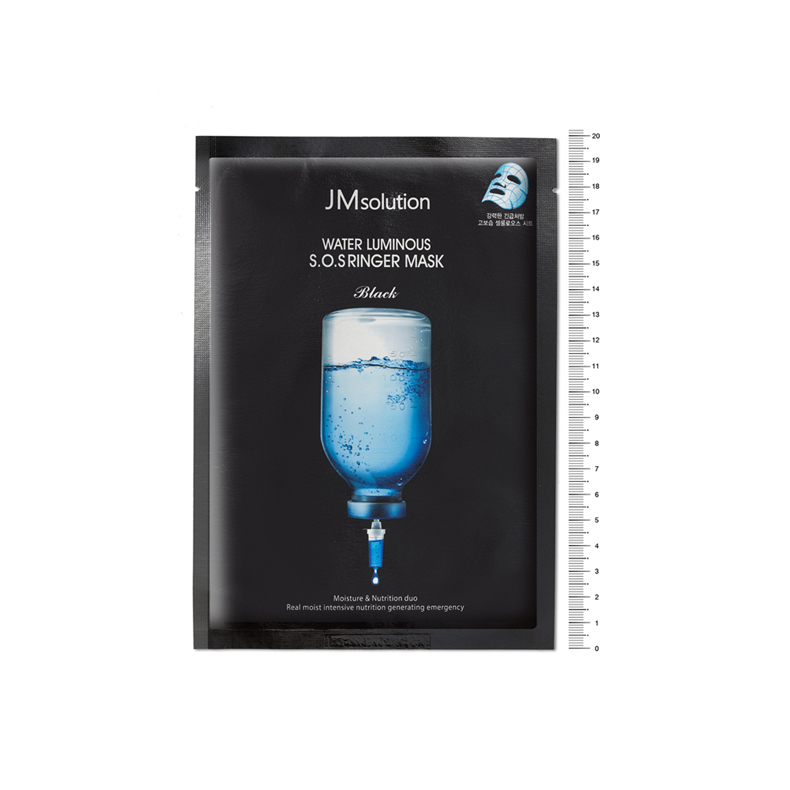 JMsolution
WATER LUMINOUS
S.O.S RINGER MASK
Black
강력한 긴급처방
고보습 셀룰로오스 시트
Moisture & Nutrition duo
Real moist intensive nutrition generating emergency
20
19
18
17
16
15
14
13
12
11
10
9
8
7
6
5
4
3
2
1
0